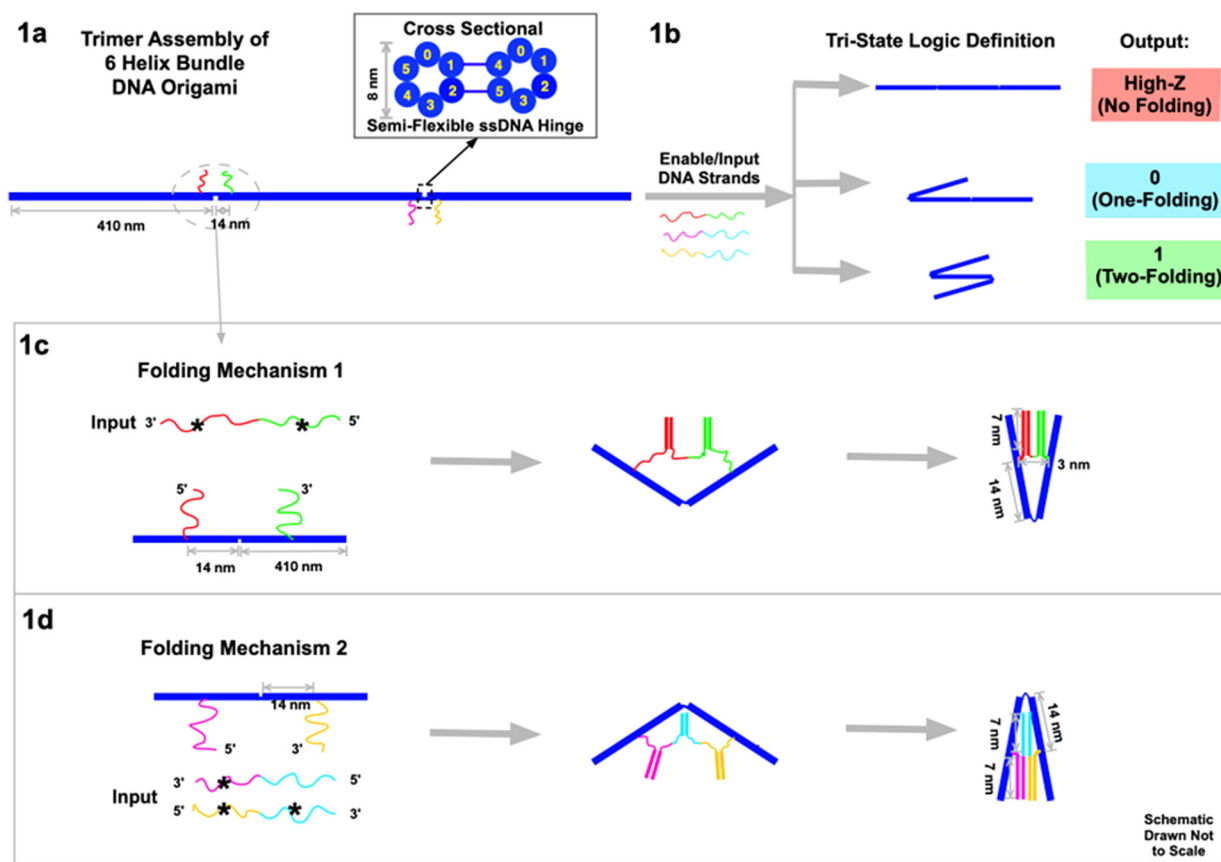 1a
Trimer Assembly of
6 Helix Bundle
DNA Origami
Cross Sectional
8 nm
0
5 1
4 2
3
0
4 1
5 2
3
Semi-Flexible ssDNA Hinge
410 nm
14 nm
1b
Tri-State Logic Definition
Output:
Enable/Input
DNA Strands
High-Z
(No Folding)
0
(One-Folding)
1
(Two-Folding)
1c
Folding Mechanism 1
Input 3' * * 5'
5' 3'
14 nm 410 nm
7 nm
3 nm
14 nm
1d
Folding Mechanism 2
14 nm
5' 3'
Input
3' * 5'
5' * * 3'
14 nm
7 nm
7 nm
Schematic
Drawn Not
to Scale